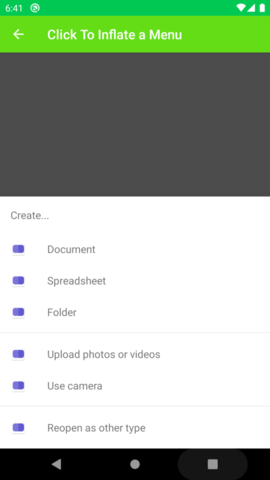 6:41
Click To Inflate a Menu
Create...
Document
Spreadsheet
Folder
Upload photos or videos
Use camera
Reopen as other type